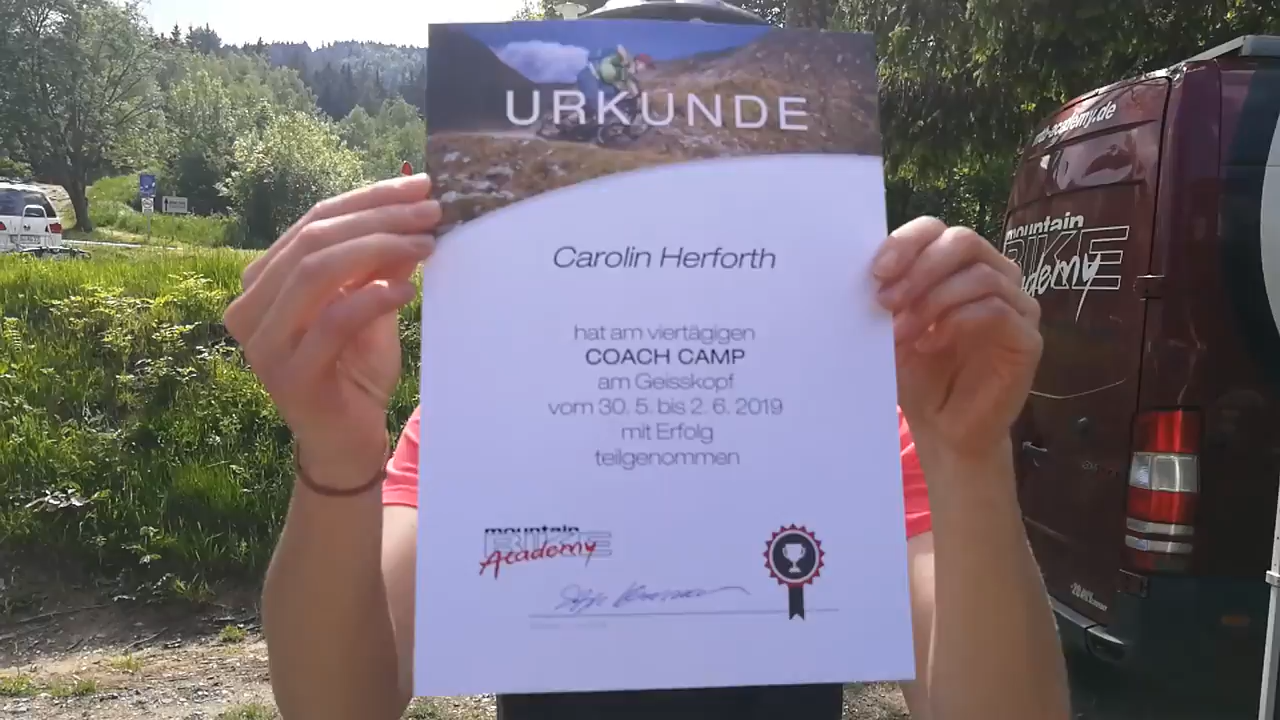 URKUNDE
Carolin Herforth
hat am viertägigen
COACH CAMP
am Geisskopf
vom 30. 5. bis 2. 6. 2019
mit Erfolg
teilgenommen
mountain
BIKE
Academy
academy.de
mountain
BIKE
Academy